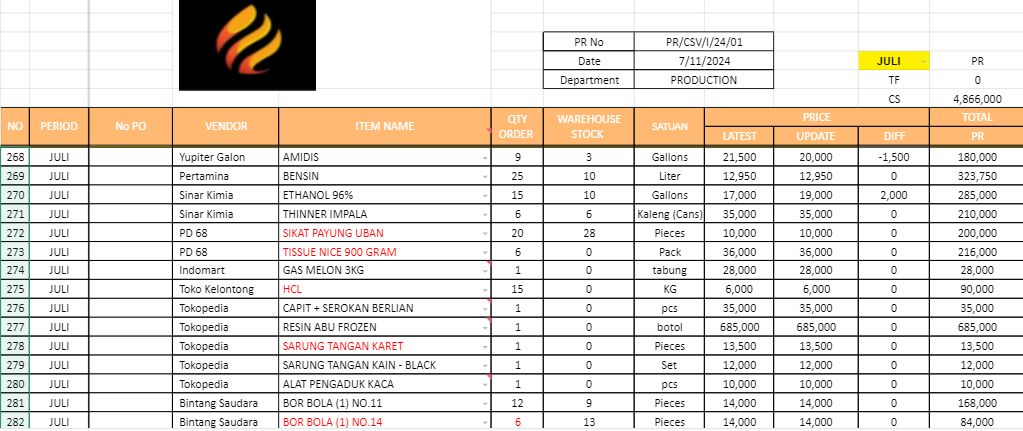 PR No PR/CSV/I/24/01
Date 7/11/2024 JULI PR
Department PRODUCTION TF 0
CS 4,866,000
NO PERIOD No PO VENDOR ITEM NAME QTY ORDER WAREHOUSE STOCK SATUAN PRICE TOTAL
LATEST UPDATE DIFF PR
268 JULI Yupiter Galon AMIDIS 9 3 Gallons 21,500 20,000 -1,500 180,000
269 JULI Pertamina BENSIN 25 10 Liter 12,950 12,950 0 323,750
270 JULI Sinar Kimia ETHANOL 96% 15 10 Gallons 17,000 19,000 2,000 285,000
271 JULI Sinar Kimia THINNER IMPALA 6 6 Kaleng (Cans) 35,000 35,000 0 210,000
272 JULI PD 68 SIKAT PAYUNG UBAN 20 28 Pieces 10,000 10,000 0 200,000
273 JULI PD 68 TISSUE NICE 900 GRAM 6 0 Pack 36,000 36,000 0 216,000
274 JULI Indomart GAS MELON 3KG 1 0 tabung 28,000 28,000 0 28,000
275 JULI Toko Kelontong HCL 15 0 KG 6,000 6,000 0 90,000
276 JULI Tokopedia CAPIT + SEROKAN BERLIAN 1 0 pcs 35,000 35,000 0 35,000
277 JULI Tokopedia RESIN ABU FROZEN 1 0 botol 685,000 685,000 0 685,000
278 JULI Tokopedia SARUNG TANGAN KARET 1 0 Pieces 13,500 13,500 0 13,500
279 JULI Tokopedia SARUNG TANGAN KAIN - BLACK 1 0 Set 12,000 12,000 0 12,000
280 JULI Tokopedia ALAT PENGADUK KACA 1 0 pcs 10,000 10,000 0 10,000
281 JULI Bintang Saudara BOR BOLA (1) NO.11 12 9 Pieces 14,000 14,000 0 168,000
282 JULI Bintang Saudara BOR BOLA (1) NO.14 6 13 Pieces 14,000 14,000 0 84,000